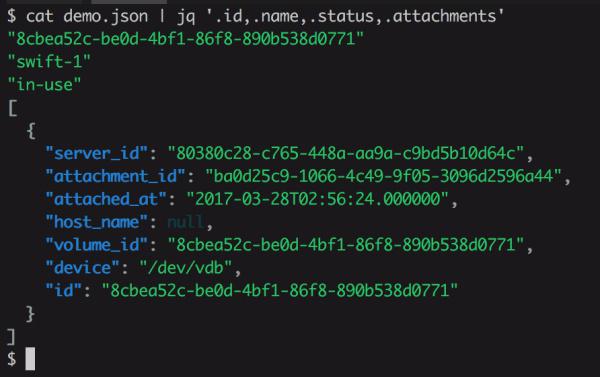 $ cat demo.json | jq '.id,.name,.status,.attachments'
"8cbea52c-be0d-4bf1-86f8-890b538d0771"
"swift-1"
"in-use"
[
  {
    "server_id": "80380c28-c765-448a-aa9a-c9bd5b10d64c",
    "attachment_id": "ba0d25c9-1066-4c49-9f05-3096d2596a44",
    "attached_at": "2017-03-28T02:56:24.000000",
    "host_name": null,
    "volume_id": "8cbea52c-be0d-4bf1-86f8-890b538d0771",
    "device": "/dev/vdb",
    "id": "8cbea52c-be0d-4bf1-86f8-890b538d0771"
  }
]
$